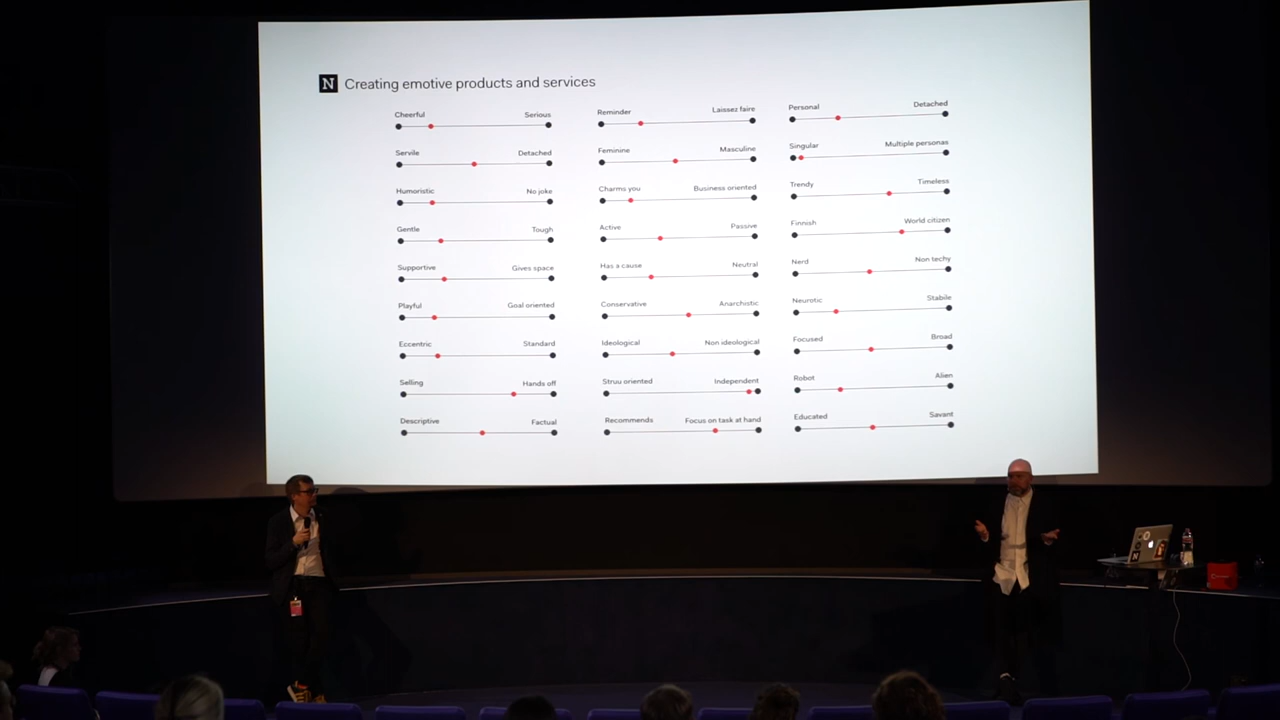 N Creating emotive products and services
Cheerful Serious
Servile Detached
Humoristic No joke
Gentle Tough
Supportive Gives space
Playful Goal oriented
Eccentric Standard
Selling Hands off
Descriptive Factual
Reminder Laissez faire
Feminine Masculine
Charms you Business oriented
Active Passive
Has a cause Neutral
Conservative Anarchistic
Ideological Non ideological
Struu oriented Independent
Recommends Focus on task at hand
Personal Detached
Singular Multiple personas
Trendy Timeless
Finnish World citizen
Nerd Non techy
Neurotic Stabile
Focused Broad
Robot Alien
Educated Savant